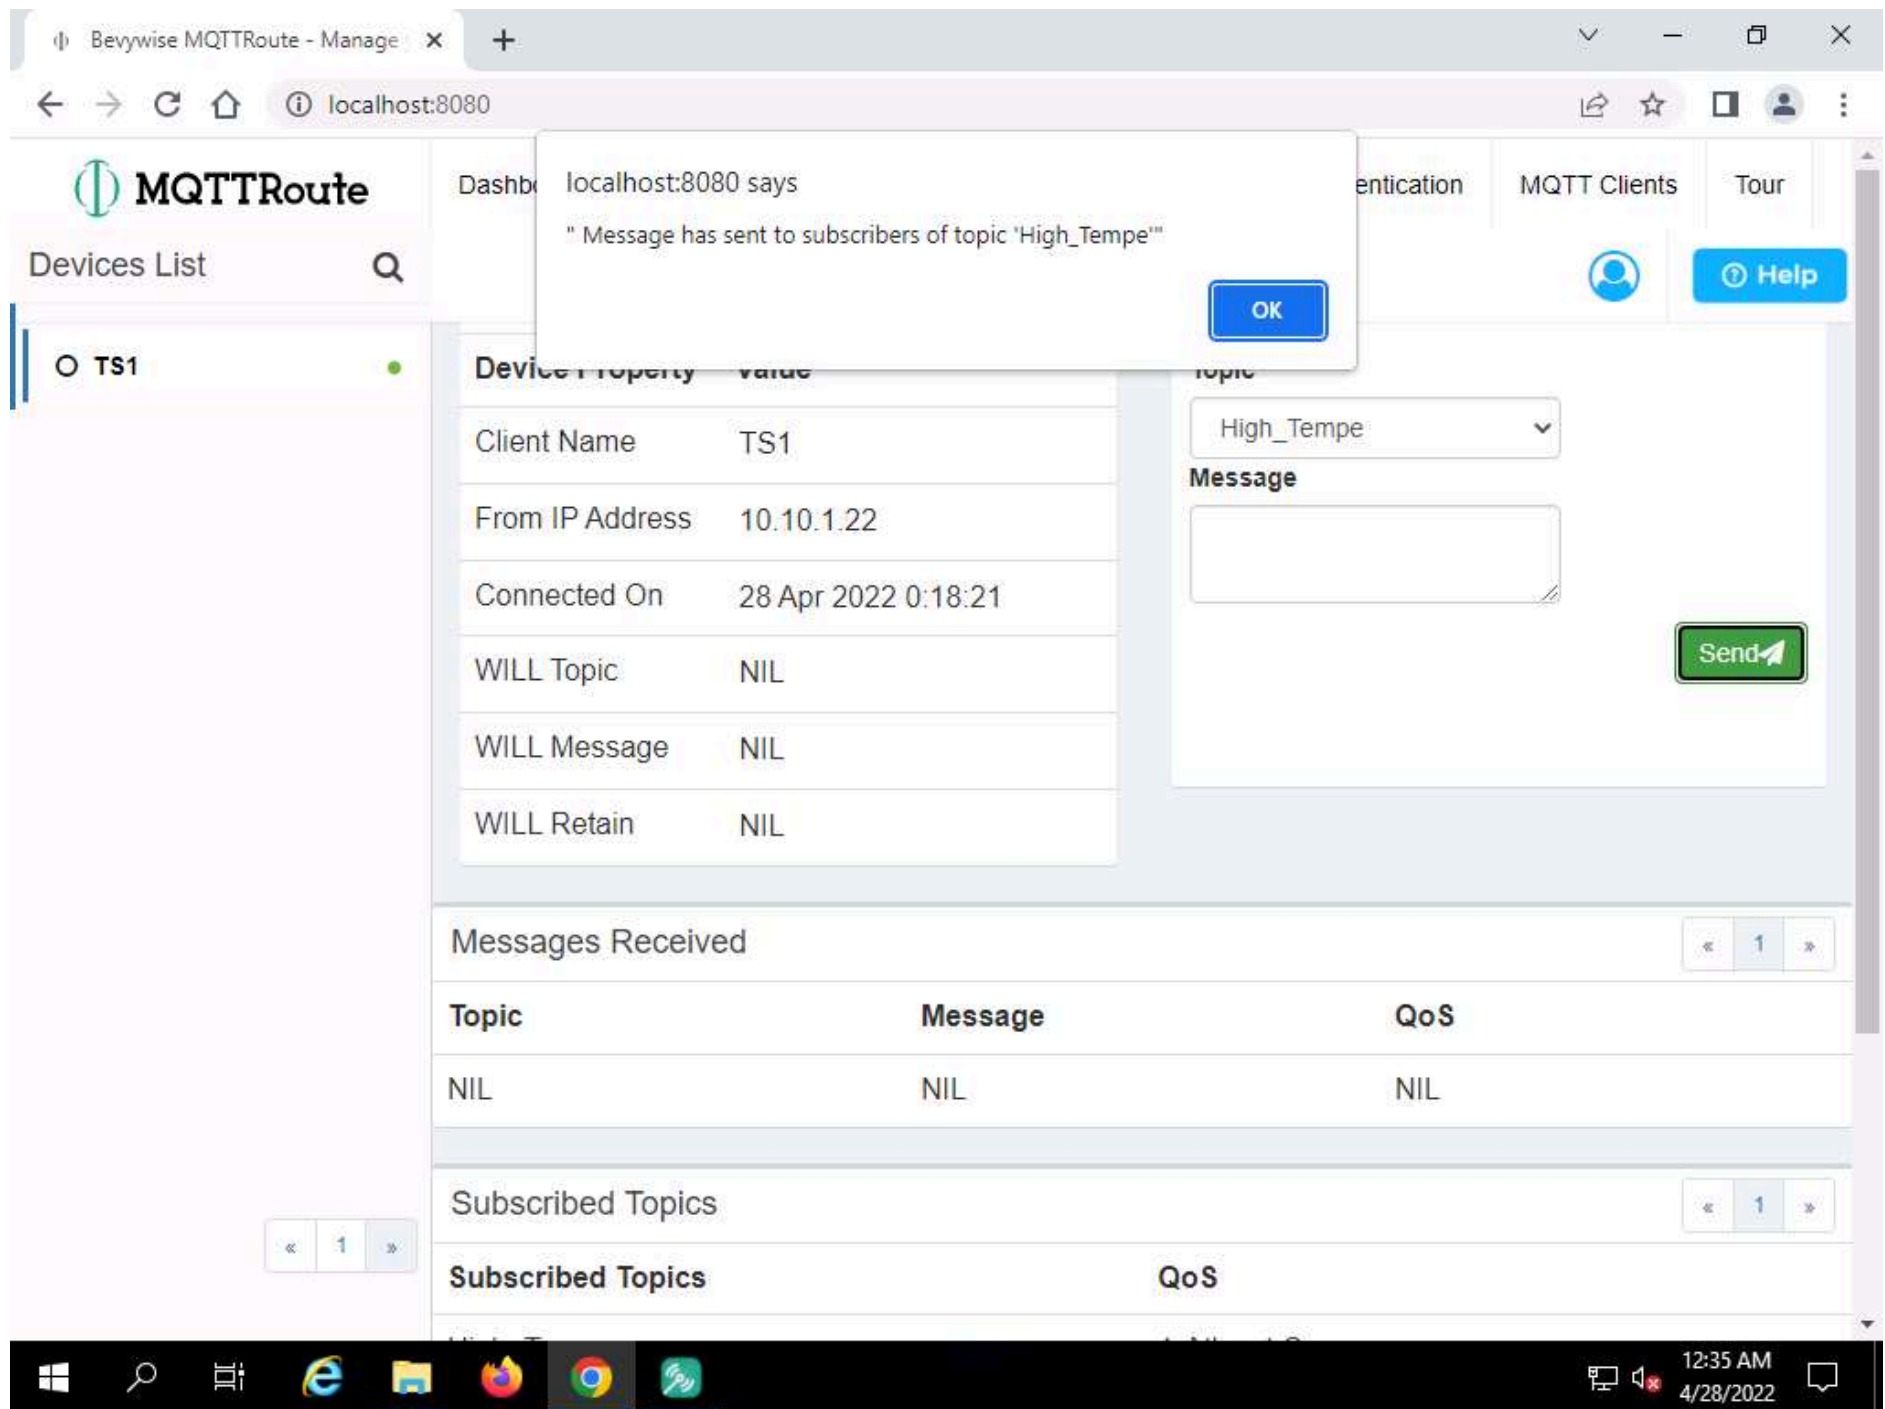 Bevywise MQTTRoute - Manage
localhost:8080
MQTTRoute
localhost:8080 says
entication
MQTT Clients
Tour
" Message has sent to subscribers of topic 'High_Tempe'"
Devices List
Help
OK
TS1
Device Property
Value
Topic
Client Name
TS1
High_Tempe
Message
From IP Address
10.10.1.22
Connected On
28 Apr 2022 0:18:21
Send
WILL Topic
NIL
WILL Message
NIL
WILL Retain
NIL
Messages Received
« 1 »
Topic
Message
QoS
NIL
NIL
NIL
Subscribed Topics
« 1 »
« 1 »
Subscribed Topics
QoS
12:35 AM
4/28/2022